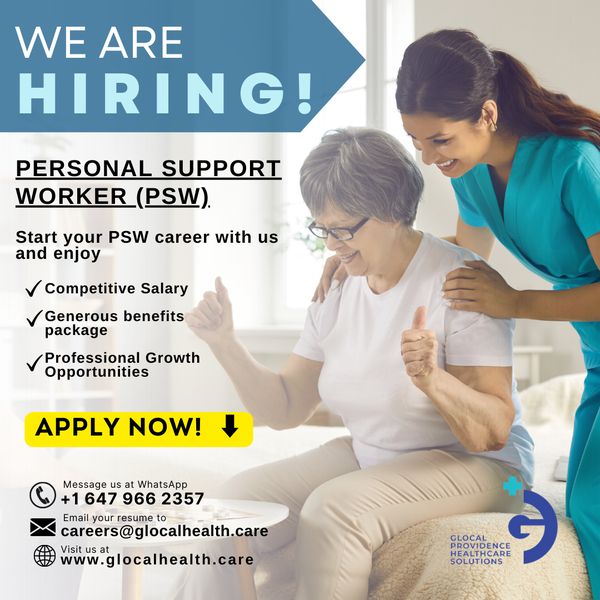 WE ARE
HIRING!
PERSONAL SUPPORT
WORKER (PSW)
Start your PSW career with us
and enjoy
Competitive Salary
Generous benefits
package
Professional Growth
Opportunities
APPLY NOW!
Message us at WhatsApp
+1 647 966 2357
Email your resume to
careers@glocalhealth.care
Visit us at
www.glocalhealth.care
GLOCAL
PROVIDENCE
HEALTHCARE
SOLUTIONS